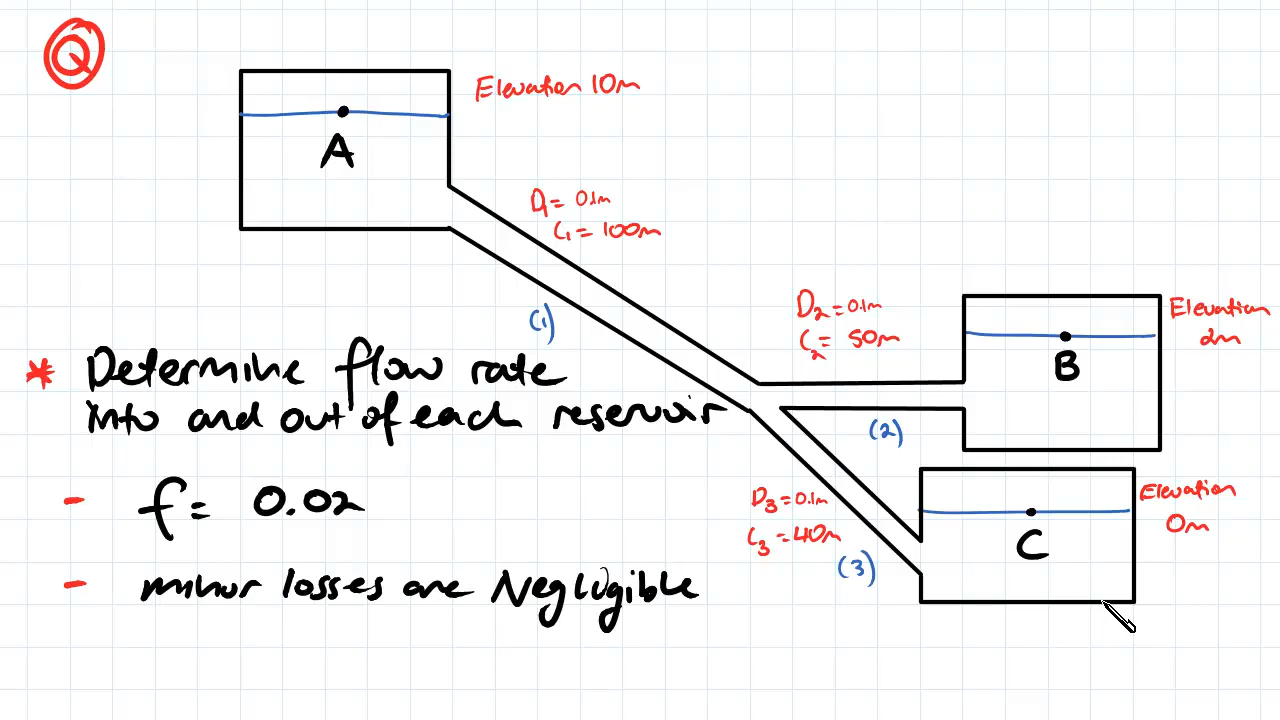 Q
Elevation 10m
A
D1 = 0.1m
L1 = 100m
(1)
D2 = 0.1m
L2 = 50m
Elevation
2m
B
* Determine flow rate
into and out of each reservoir
(2)
- f = 0.02
D3 = 0.1m
L3 = 40m
(3)
Elevation
0m
C
- minor losses are Negligible